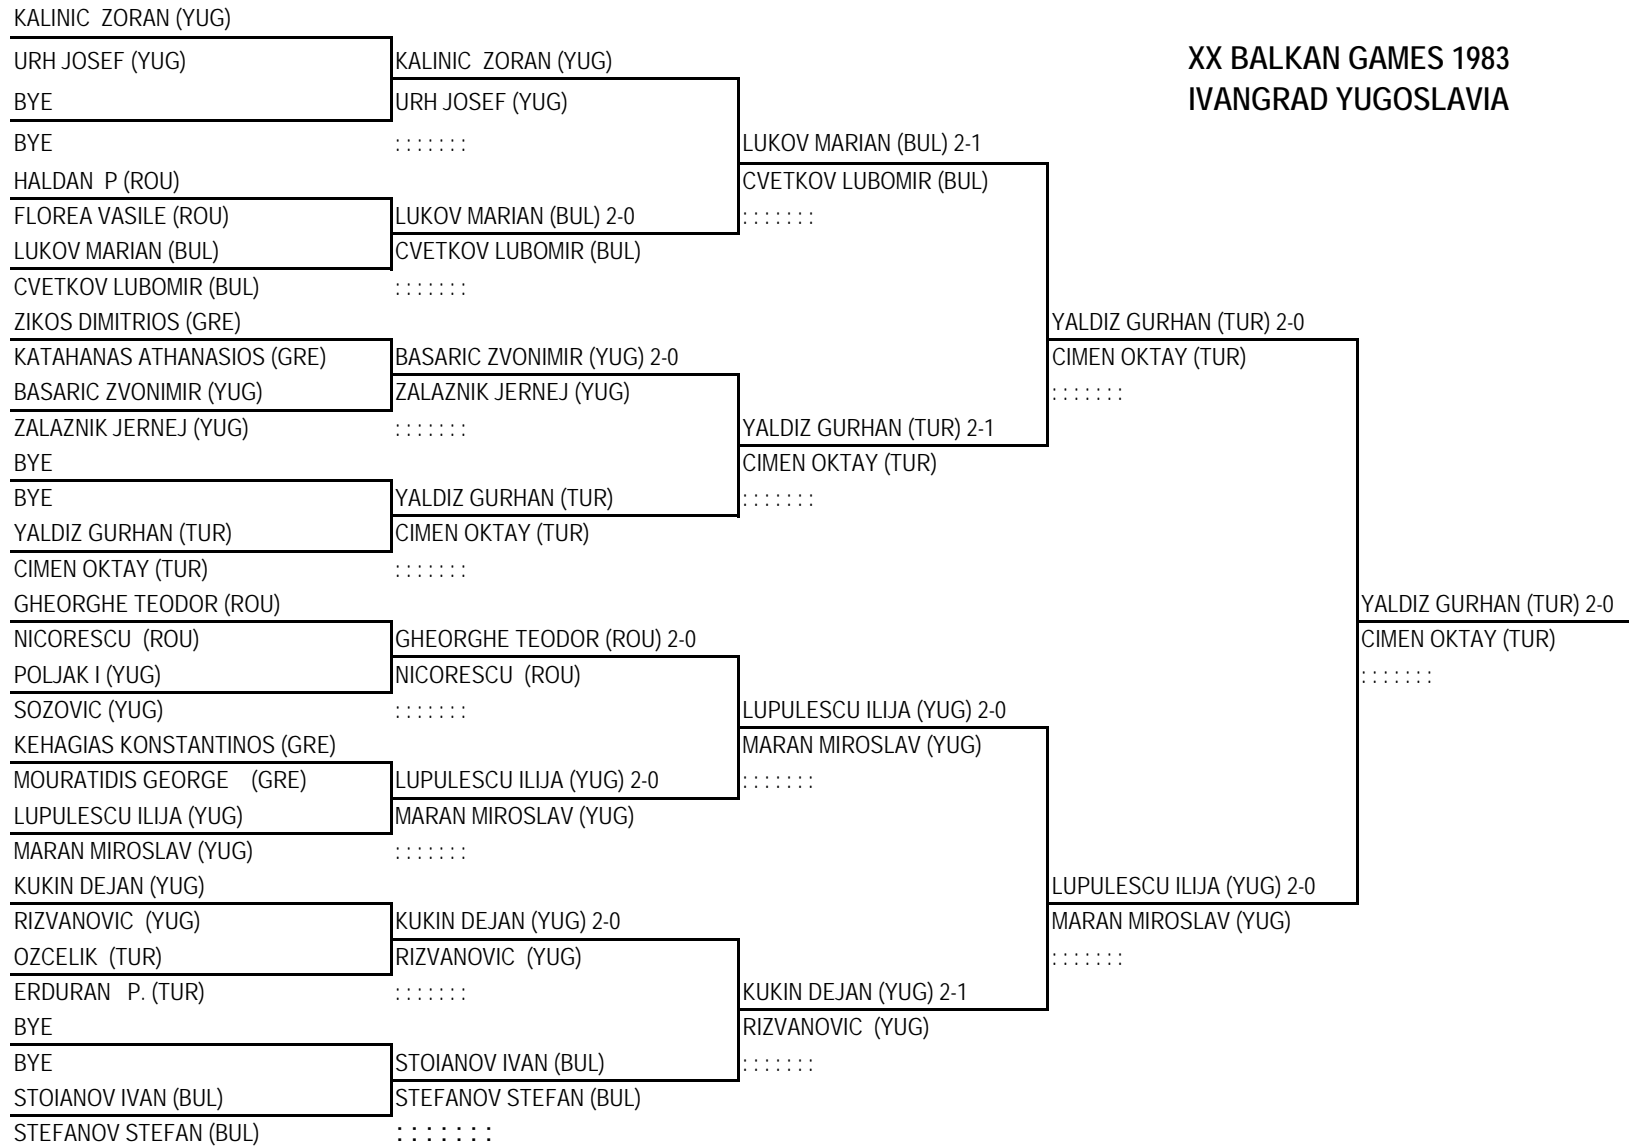 XX BALKAN GAMES 1983
IVANGRAD YUGOSLAVIA
KALINIC ZORAN (YUG)
URH JOSEF (YUG)
BYE
BYE
HALDAN P (ROU)
FLOREA VASILE (ROU)
LUKOV MARIAN (BUL)
CVETKOV LUBOMIR (BUL)
ZIKOS DIMITRIOS (GRE)
KATAHANAS ATHANASIOS (GRE)
BASARIC ZVONIMIR (YUG)
ZALAZNIK JERNEJ (YUG)
BYE
BYE
YALDIZ GURHAN (TUR)
CIMEN OKTAY (TUR)
GHEORGHE TEODOR (ROU)
NICORESCU (ROU)
POLJAK I (YUG)
SOZOVIC (YUG)
KEHAGIAS KONSTANTINOS (GRE)
MOURATIDIS GEORGE (GRE)
LUPULESCU ILIJA (YUG)
MARAN MIROSLAV (YUG)
KUKIN DEJAN (YUG)
RIZVANOVIC (YUG)
OZCELIK (TUR)
ERDURAN P. (TUR)
BYE
BYE
STOIANOV IVAN (BUL)
STEFANOV STEFAN (BUL)
KALINIC ZORAN (YUG)
URH JOSEF (YUG)
: : : : : : :
LUKOV MARIAN (BUL) 2-0
CVETKOV LUBOMIR (BUL)
: : : : : : :
BASARIC ZVONIMIR (YUG) 2-0
ZALAZNIK JERNEJ (YUG)
: : : : : : :
YALDIZ GURHAN (TUR)
CIMEN OKTAY (TUR)
: : : : : : :
GHEORGHE TEODOR (ROU) 2-0
NICORESCU (ROU)
: : : : : : :
LUPULESCU ILIJA (YUG) 2-0
MARAN MIROSLAV (YUG)
: : : : : : :
KUKIN DEJAN (YUG) 2-0
RIZVANOVIC (YUG)
: : : : : : :
STOIANOV IVAN (BUL)
STEFANOV STEFAN (BUL)
: : : : : : :
LUKOV MARIAN (BUL) 2-1
CVETKOV LUBOMIR (BUL)
: : : : : : :
YALDIZ GURHAN (TUR) 2-1
CIMEN OKTAY (TUR)
: : : : : : :
LUPULESCU ILIJA (YUG) 2-0
MARAN MIROSLAV (YUG)
: : : : : : :
KUKIN DEJAN (YUG) 2-1
RIZVANOVIC (YUG)
: : : : : : :
YALDIZ GURHAN (TUR) 2-0
CIMEN OKTAY (TUR)
: : : : : : :
LUPULESCU ILIJA (YUG) 2-0
MARAN MIROSLAV (YUG)
: : : : : : :
YALDIZ GURHAN (TUR) 2-0
CIMEN OKTAY (TUR)
: : : : : : :